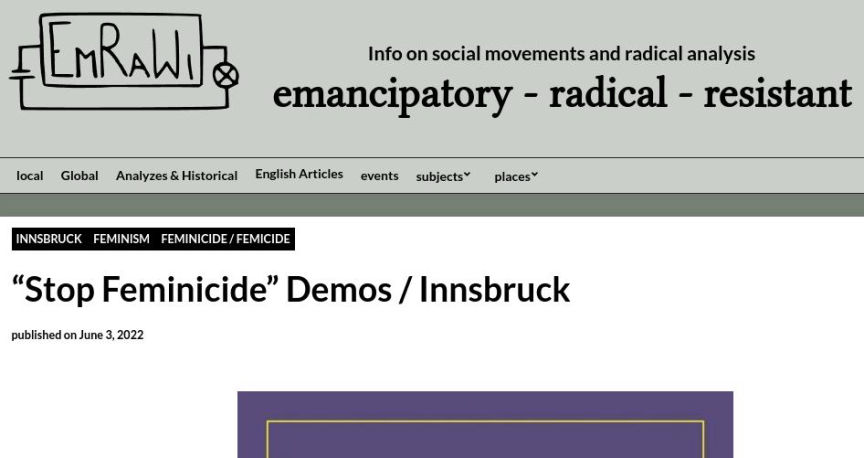 EMRAWI
Info on social movements and radical analysis
emancipatory - radical - resistant
local Global Analyzes & Historical English Articles events subjects places
INNSBRUCK FEMINISM FEMINICIDE / FEMICIDE
“Stop Feminicide” Demos / Innsbruck
published on June 3, 2022